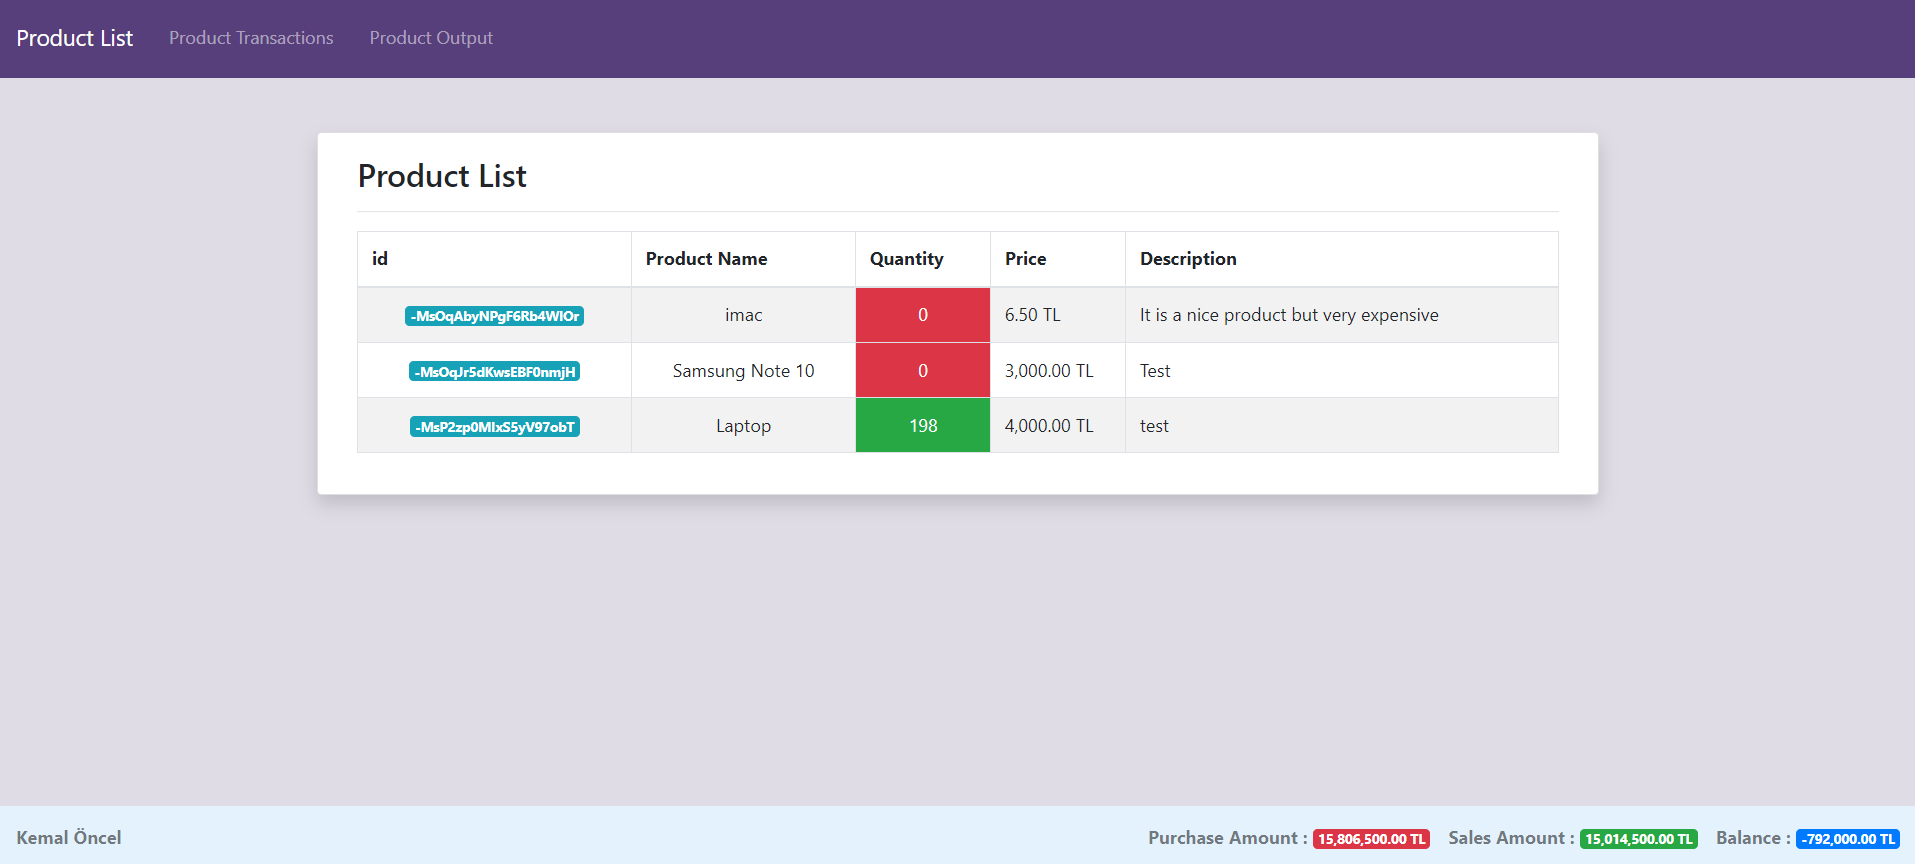 Product List Product Transactions Product Output
Product List
id Product Name Quantity Price Description
-MsOqAbyNPgF6Rb4WlOr imac 0 6.50 TL It is a nice product but very expensive
-MsOqJr5dKwsEBF0nmjH Samsung Note 10 0 3,000.00 TL Test
-MsP2zp0MlxS5yV97obT Laptop 198 4,000.00 TL test
Kemal Öncel Purchase Amount : 15,806,500.00 TL Sales Amount : 15,014,500.00 TL Balance : -792,000.00 TL